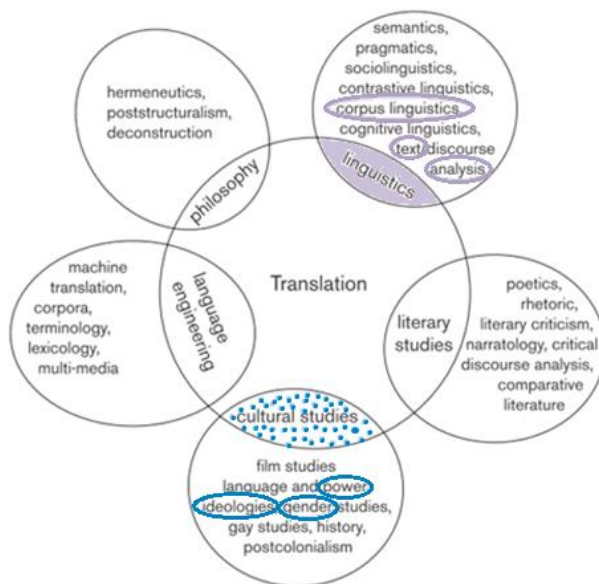 hermeneutics,
poststructuralism,
deconstruction
philosophy
semantics,
pragmatics,
sociolinguistics,
contrastive linguistics,
corpus linguistics
cognitive linguistics,
text discourse
analysis
linguistics
Translation
machine
translation,
corpora,
terminology,
lexicology,
multi-media
language
engineering
literary
studies
poetics,
rhetoric,
literary criticism,
narratology, critical
discourse analysis,
comparative
literature
cultural studies
film studies
language and power
ideologies gender studies,
gay studies, history,
postcolonialism